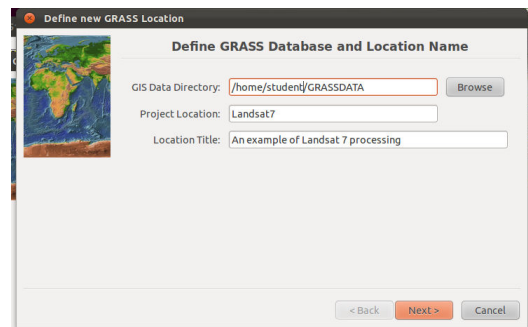 Define new GRASS Location
Define GRASS Database and Location Name
GIS Data Directory: /home/student/GRASSDATA Browse
Project Location: Landsat7
Location Title: An example of Landsat 7 processing
< Back Next > Cancel